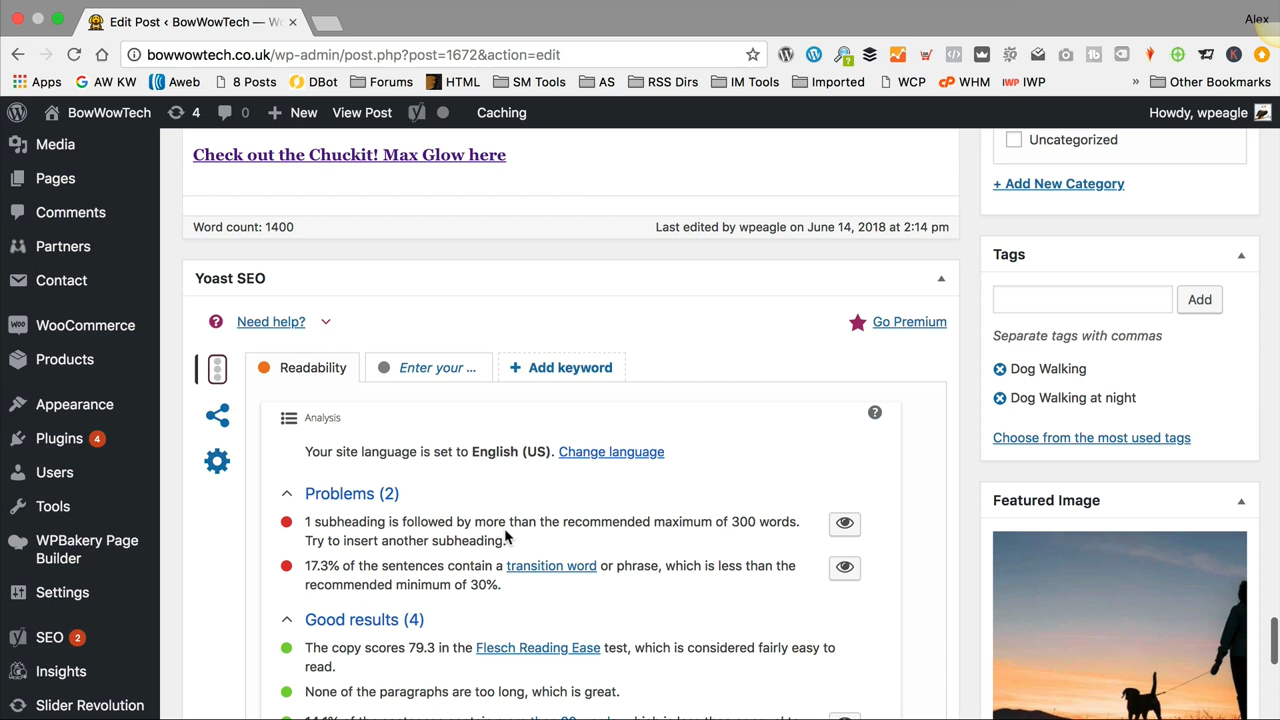 Alex
Edit Post ‹ BowWowTech — Wo
bowwowtech.co.uk/wp-admin/post.php?post=1672&action=edit
Apps
AW KW
Aweb
8 Posts
DBot
Forums
HTML
SM Tools
AS
RSS Dirs
IM Tools
Imported
WCP
WHM
IWP
»
Other Bookmarks
BowWowTech
4
0
New
View Post
Caching
Howdy, wpeagle
Media
Pages
Comments
Partners
Contact
WooCommerce
Products
Appearance
Plugins 4
Users
Tools
WPBakery Page
Builder
Settings
SEO 2
Insights
Slider Revolution
Check out the Chuckit! Max Glow here
Word count: 1400
Last edited by wpeagle on June 14, 2018 at 2:14 pm
Yoast SEO
Need help?
Go Premium
Readability
Enter your ...
+ Add keyword
Analysis
Your site language is set to English (US). Change language
Problems (2)
1 subheading is followed by more than the recommended maximum of 300 words.
Try to insert another subheading.
17.3% of the sentences contain a transition word or phrase, which is less than the
recommended minimum of 30%.
Good results (4)
The copy scores 79.3 in the Flesch Reading Ease test, which is considered fairly easy to
read.
None of the paragraphs are too long, which is great.
Uncategorized
+ Add New Category
Tags
Add
Separate tags with commas
Dog Walking
Dog Walking at night
Choose from the most used tags
Featured Image